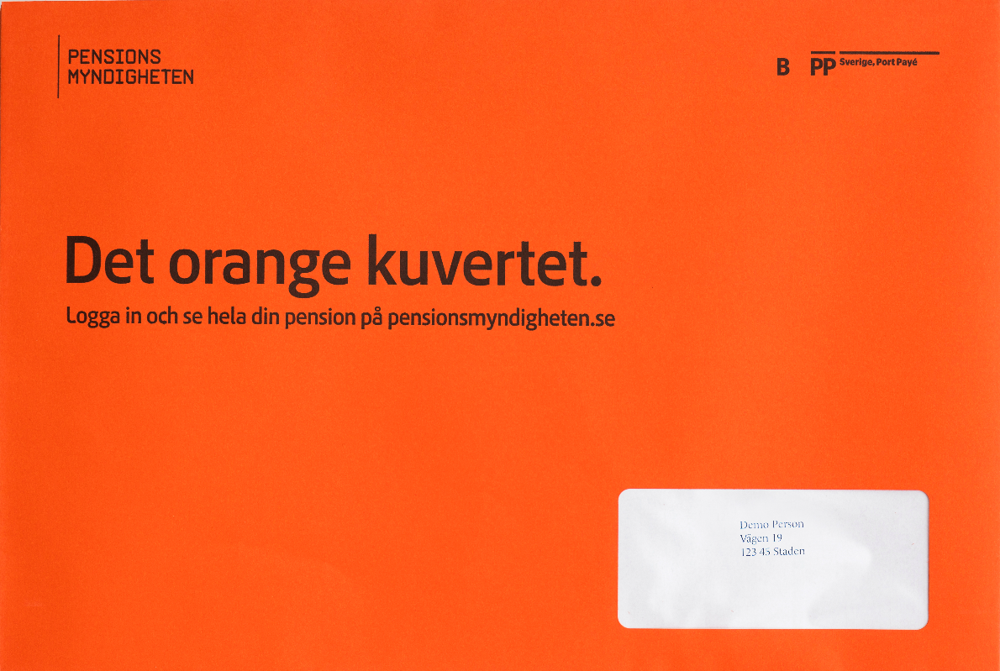 PENSIONS
MYNDIGHETEN
B PP Sverige, Port Payé
Det orange kuvertet.
Logga in och se hela din pension på pensionsmyndigheten.se
Demo Person
Vägen 19
123 45 Staden